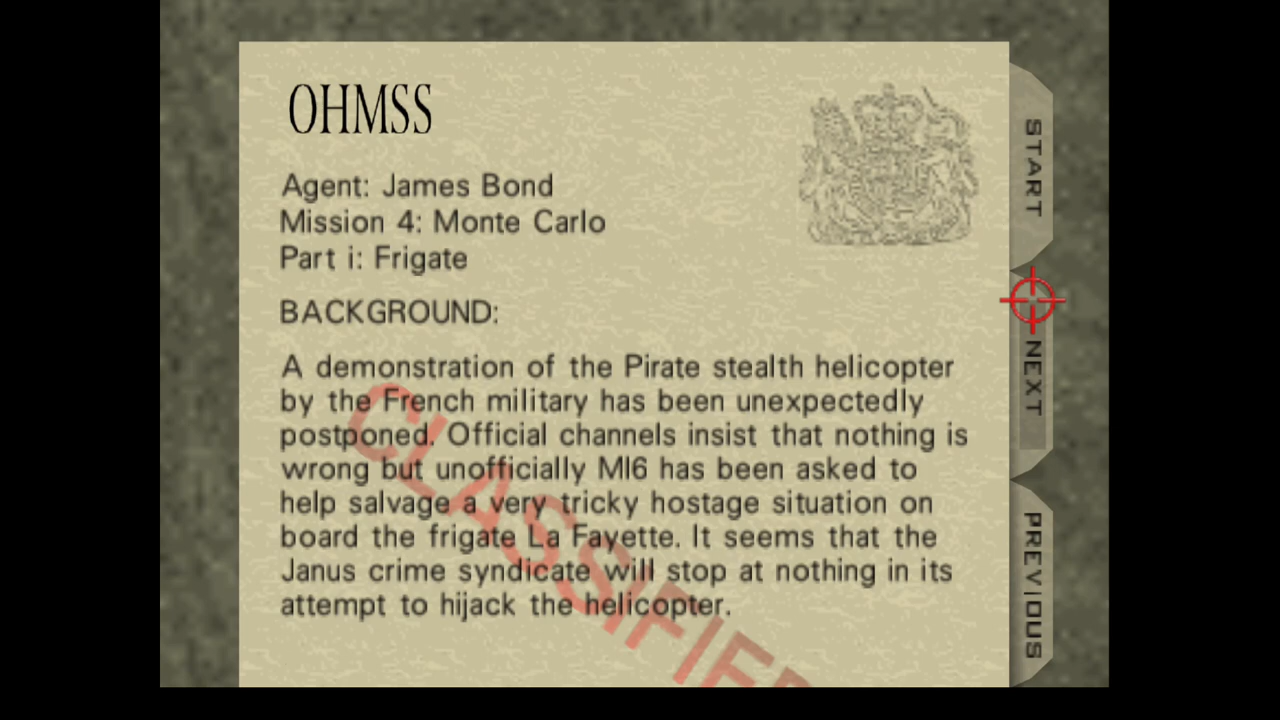 OHMSS
Agent: James Bond
Mission 4: Monte Carlo
Part i: Frigate
BACKGROUND:
A demonstration of the Pirate stealth helicopter
by the French military has been unexpectedly
postponed. Official channels insist that nothing is
wrong but unofficially MI6 has been asked to
help salvage a very tricky hostage situation on
board the frigate La Fayette. It seems that the
Janus crime syndicate will stop at nothing in its
attempt to hijack the helicopter.
CLASSIFIED
START
NEXT
PREVIOUS